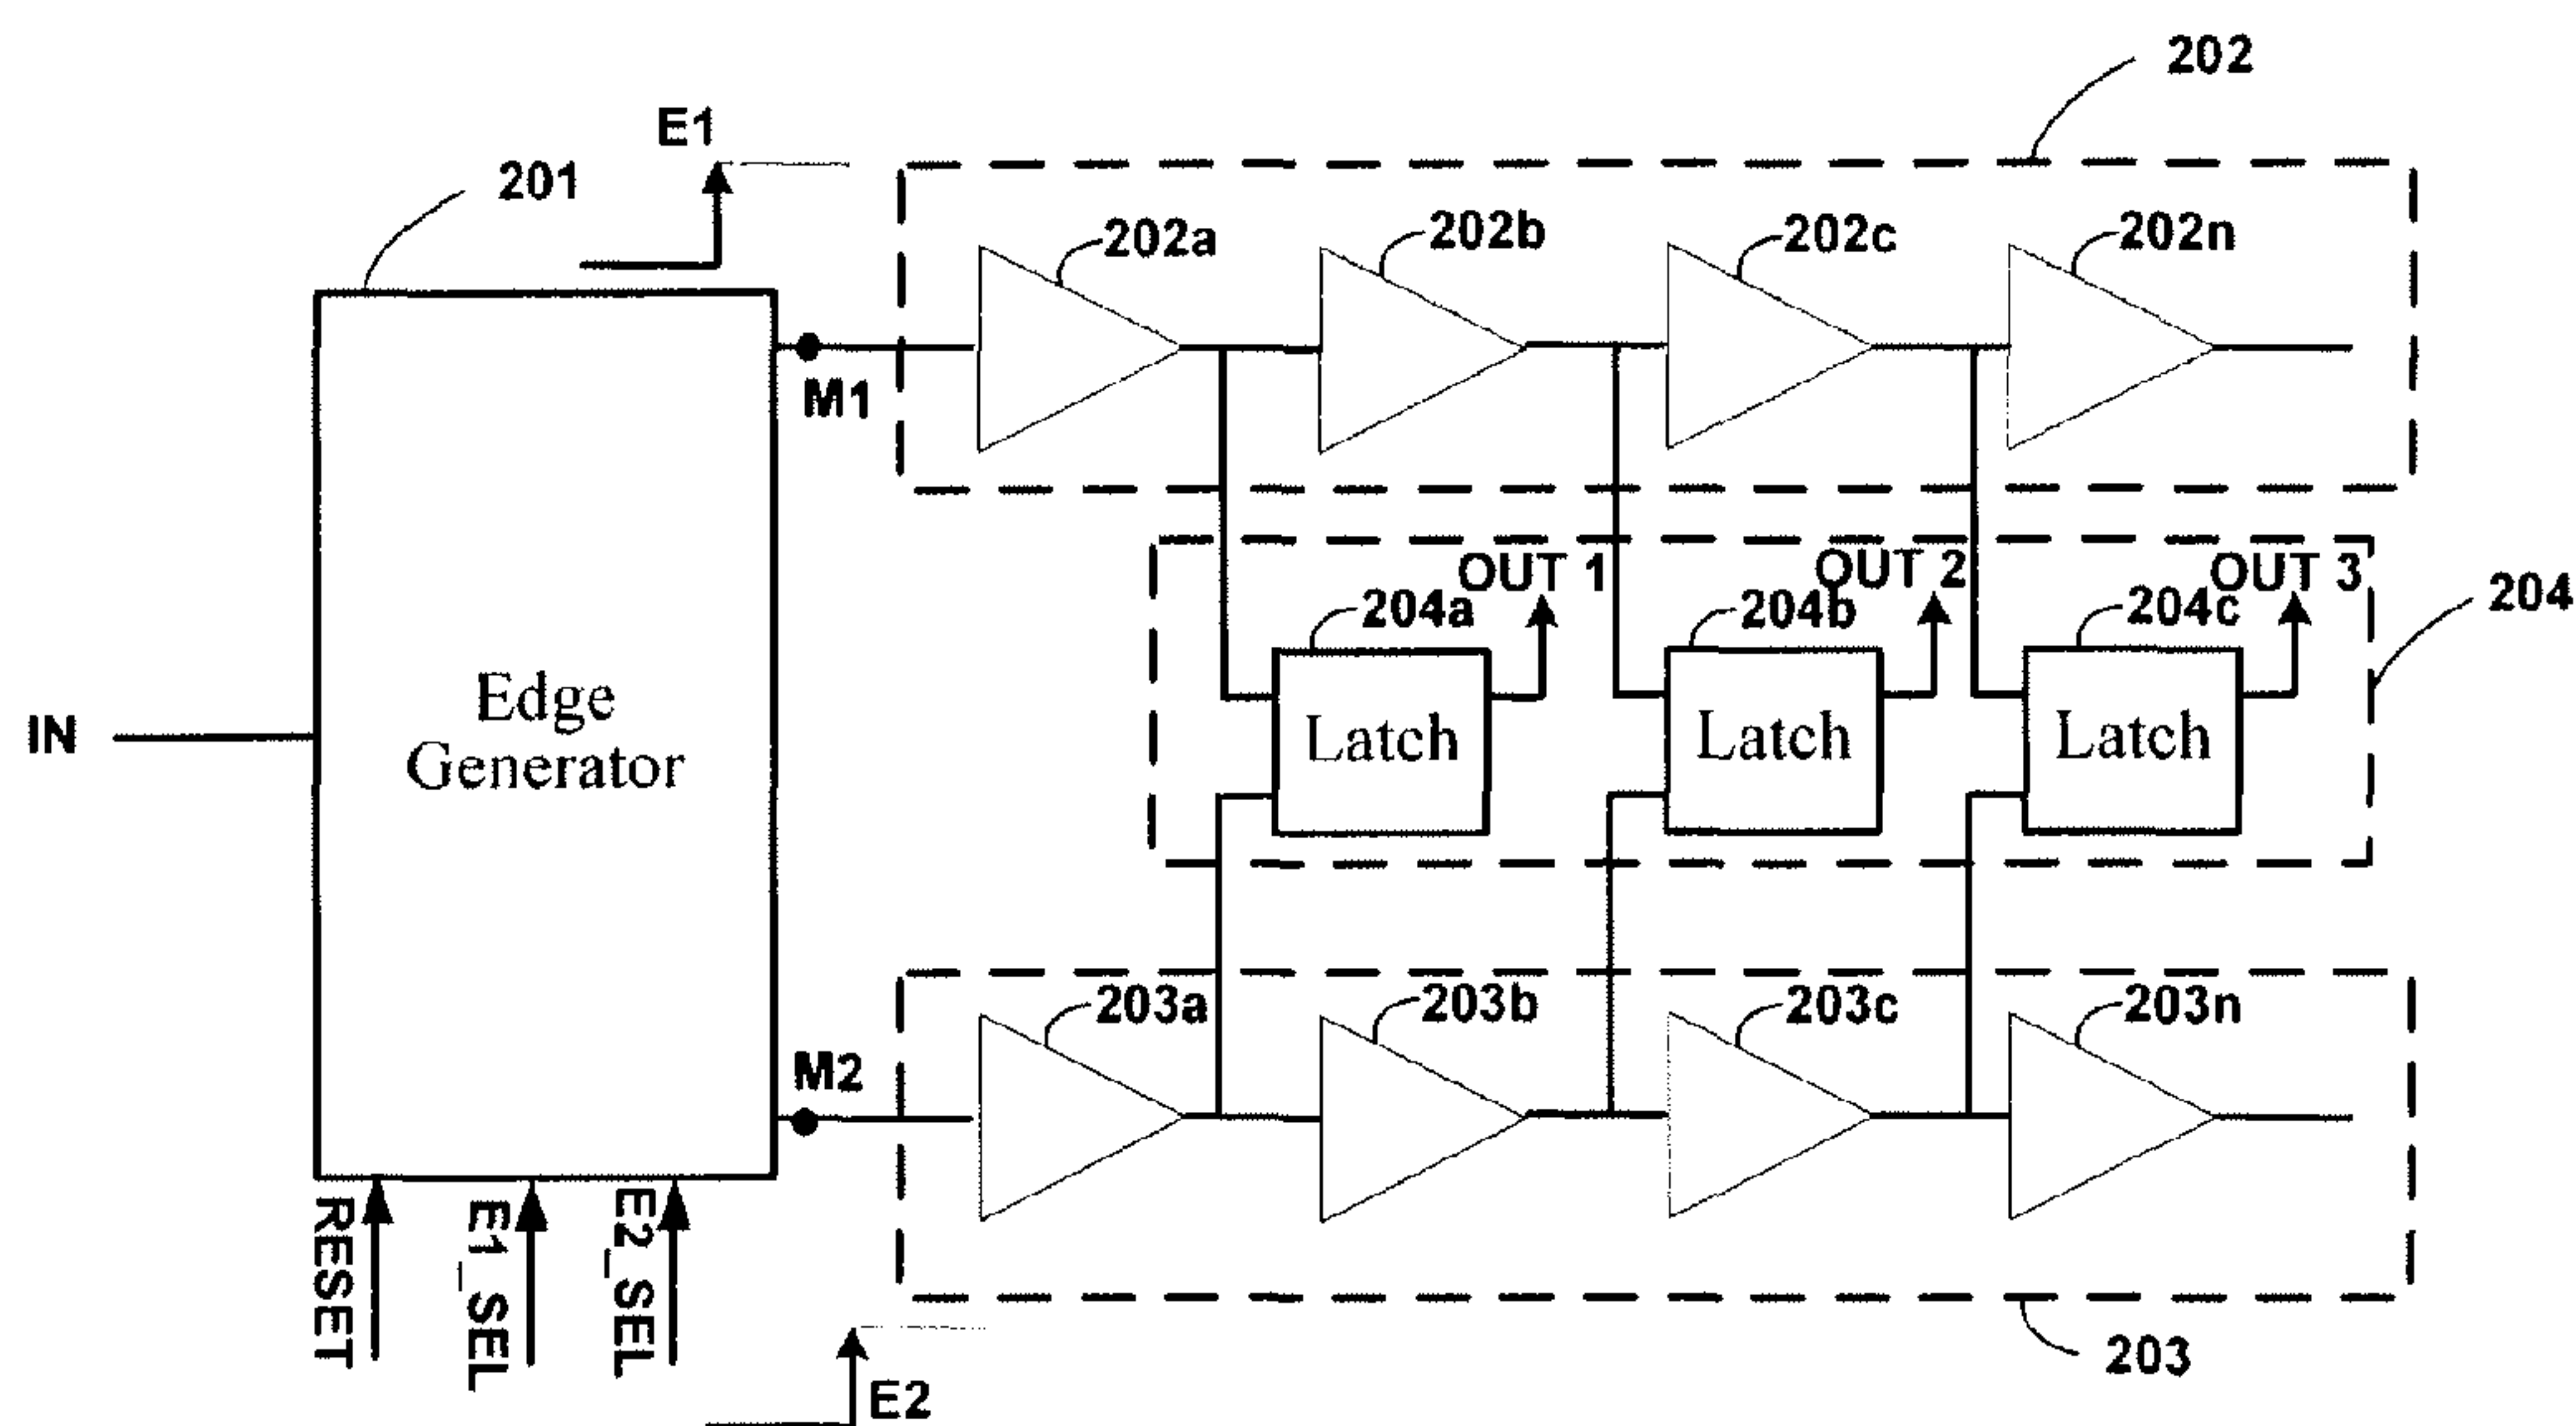 202
E1
201
202a
202b
202c
202n
M1
OUT 1
OUT 2
OUT 3
204a
204b
204c
204
Edge
Generator
IN
Latch
Latch
Latch
203a
203b
203c
203n
M2
RESET
E1_SEL
E2_SEL
203
E2